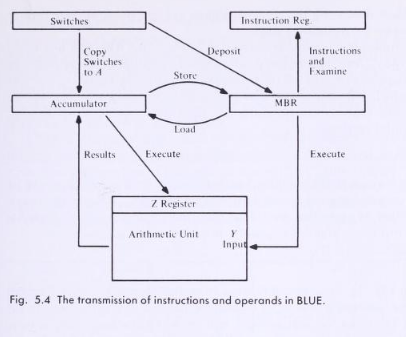 Switches
Instruction Reg.
Copy
Switches
to A
Deposit
Instructions
and
Examine
Store
Accumulator
MBR
Load
Results
Execute
Execute
Z Register
Arithmetic Unit
Y
Input
Fig. 5.4 The transmission of instructions and operands in BLUE.